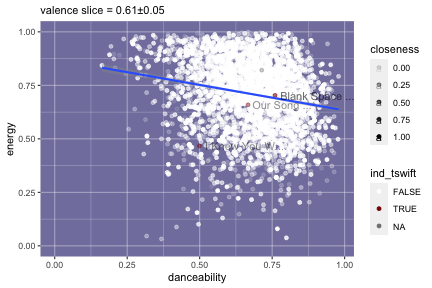 valence slice = 0.61±0.05
1.00
0.75
0.50
0.25
0.00
energy
Blank Space ...
Our Song ...
0.00
0.25
0.50
0.75
1.00
danceability
closeness
0.00
0.25
0.50
0.75
1.00
ind_tswift
FALSE
TRUE
NA